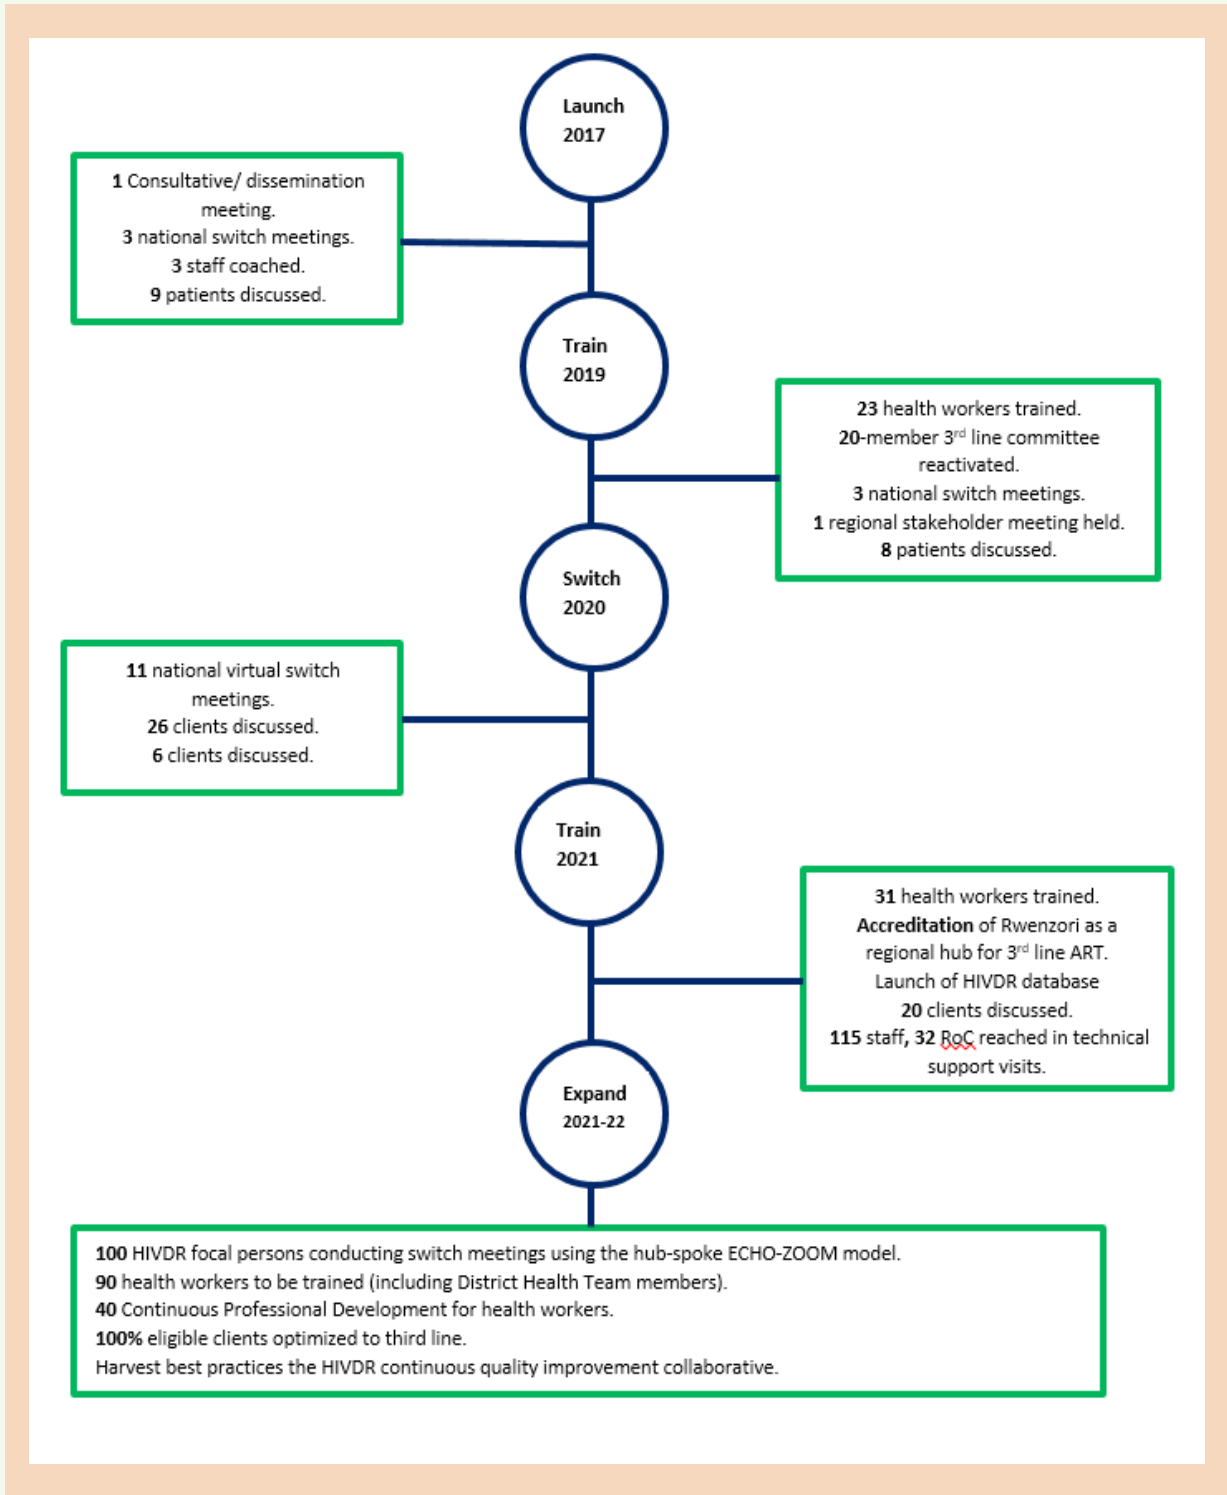 Launch
2017
1 Consultative/ dissemination
meeting.
3 national switch meetings.
3 staff coached.
9 patients discussed.
Train
2019
23 health workers trained.
20-member 3rd line committee
reactivated.
3 national switch meetings.
1 regional stakeholder meeting held.
8 patients discussed.
Switch
2020
11 national virtual switch
meetings.
26 clients discussed.
6 clients discussed.
Train
2021
31 health workers trained.
Accreditation of Rwenzori as a
regional hub for 3rd line ART.
Launch of HIVDR database
20 clients discussed.
115 staff, 32 RoC reached in technical
support visits.
Expand
2021-22
100 HIVDR focal persons conducting switch meetings using the hub-spoke ECHO-ZOOM model.
90 health workers to be trained (including District Health Team members).
40 Continuous Professional Development for health workers.
100% eligible clients optimized to third line.
Harvest best practices the HIVDR continuous quality improvement collaborative.